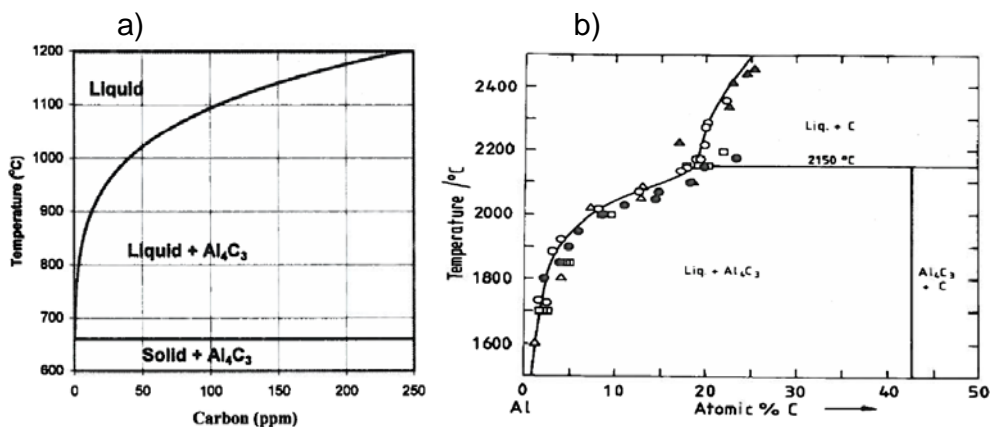 a)
1200
1100
1000
900
800
700
600
Temperature (°C)
Liquid
Liquid + Al₄C₃
Solid + Al₄C₃
0 50 100 150 200 250
Carbon (ppm)
b)
2400
2200
2000
1800
1600
Temperature /°C
Liq. + C
2150 °C
Liq. + Al₄C₃
Al₄C₃
+ C
0 10 20 30 40 50
Al Atomic % C